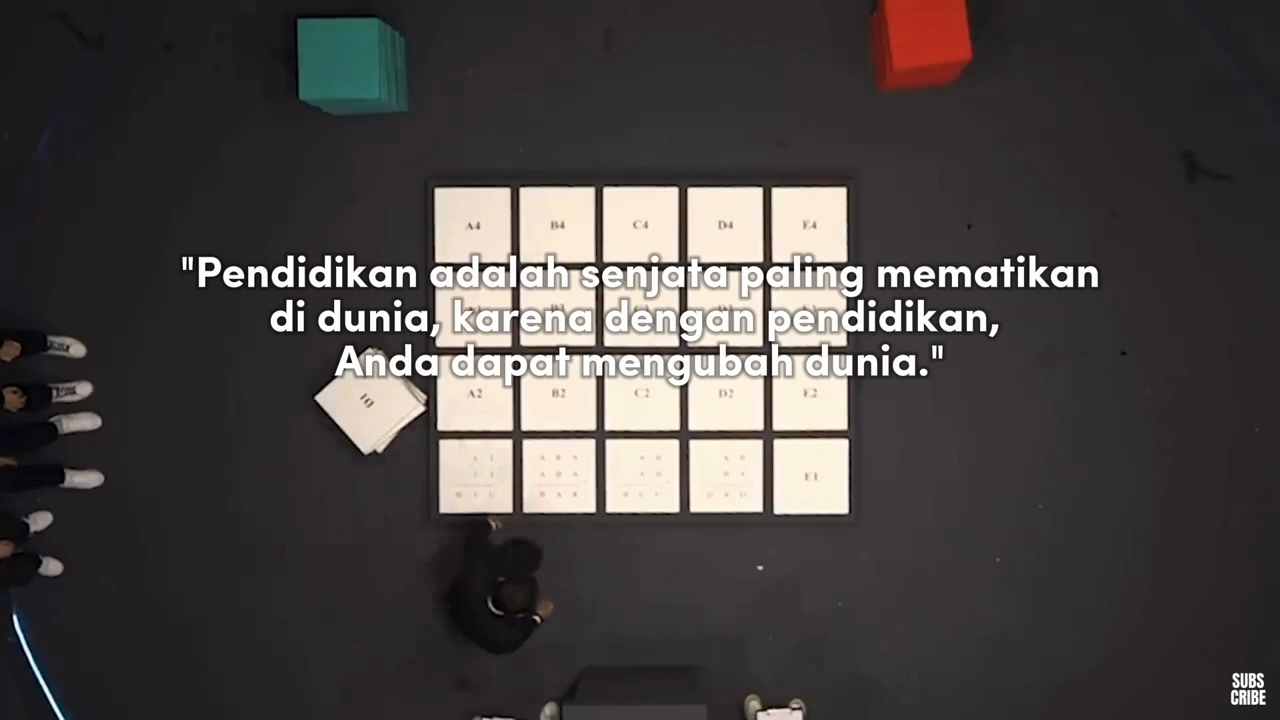 A4 B4 C4 D4 E4
"Pendidikan adalah senjata paling mematikan
di dunia, karena dengan pendidikan,
Anda dapat mengubah dunia."
A2 B2 C2 D2 E2
D1
E1
SUBS
CRIBE